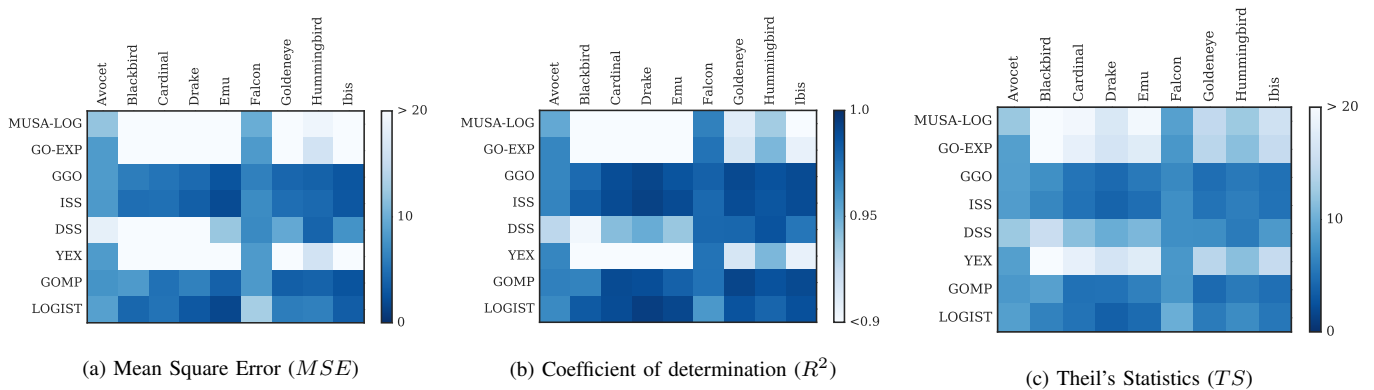 Avocet
Blackbird
Cardinal
Drake
Emu
Falcon
Goldeneye
Hummingbird
Ibis
MUSA-LOG
GO-EXP
GGO
ISS
DSS
YEX
GOMP
LOGIST
> 20
10
0
(a) Mean Square Error (MSE)
Avocet
Blackbird
Cardinal
Drake
Emu
Falcon
Goldeneye
Hummingbird
Ibis
MUSA-LOG
GO-EXP
GGO
ISS
DSS
YEX
GOMP
LOGIST
1.0
0.95
<0.9
(b) Coefficient of determination (R²)
Avocet
Blackbird
Cardinal
Drake
Emu
Falcon
Goldeneye
Hummingbird
Ibis
MUSA-LOG
GO-EXP
GGO
ISS
DSS
YEX
GOMP
LOGIST
> 20
10
0
(c) Theil's Statistics (TS)